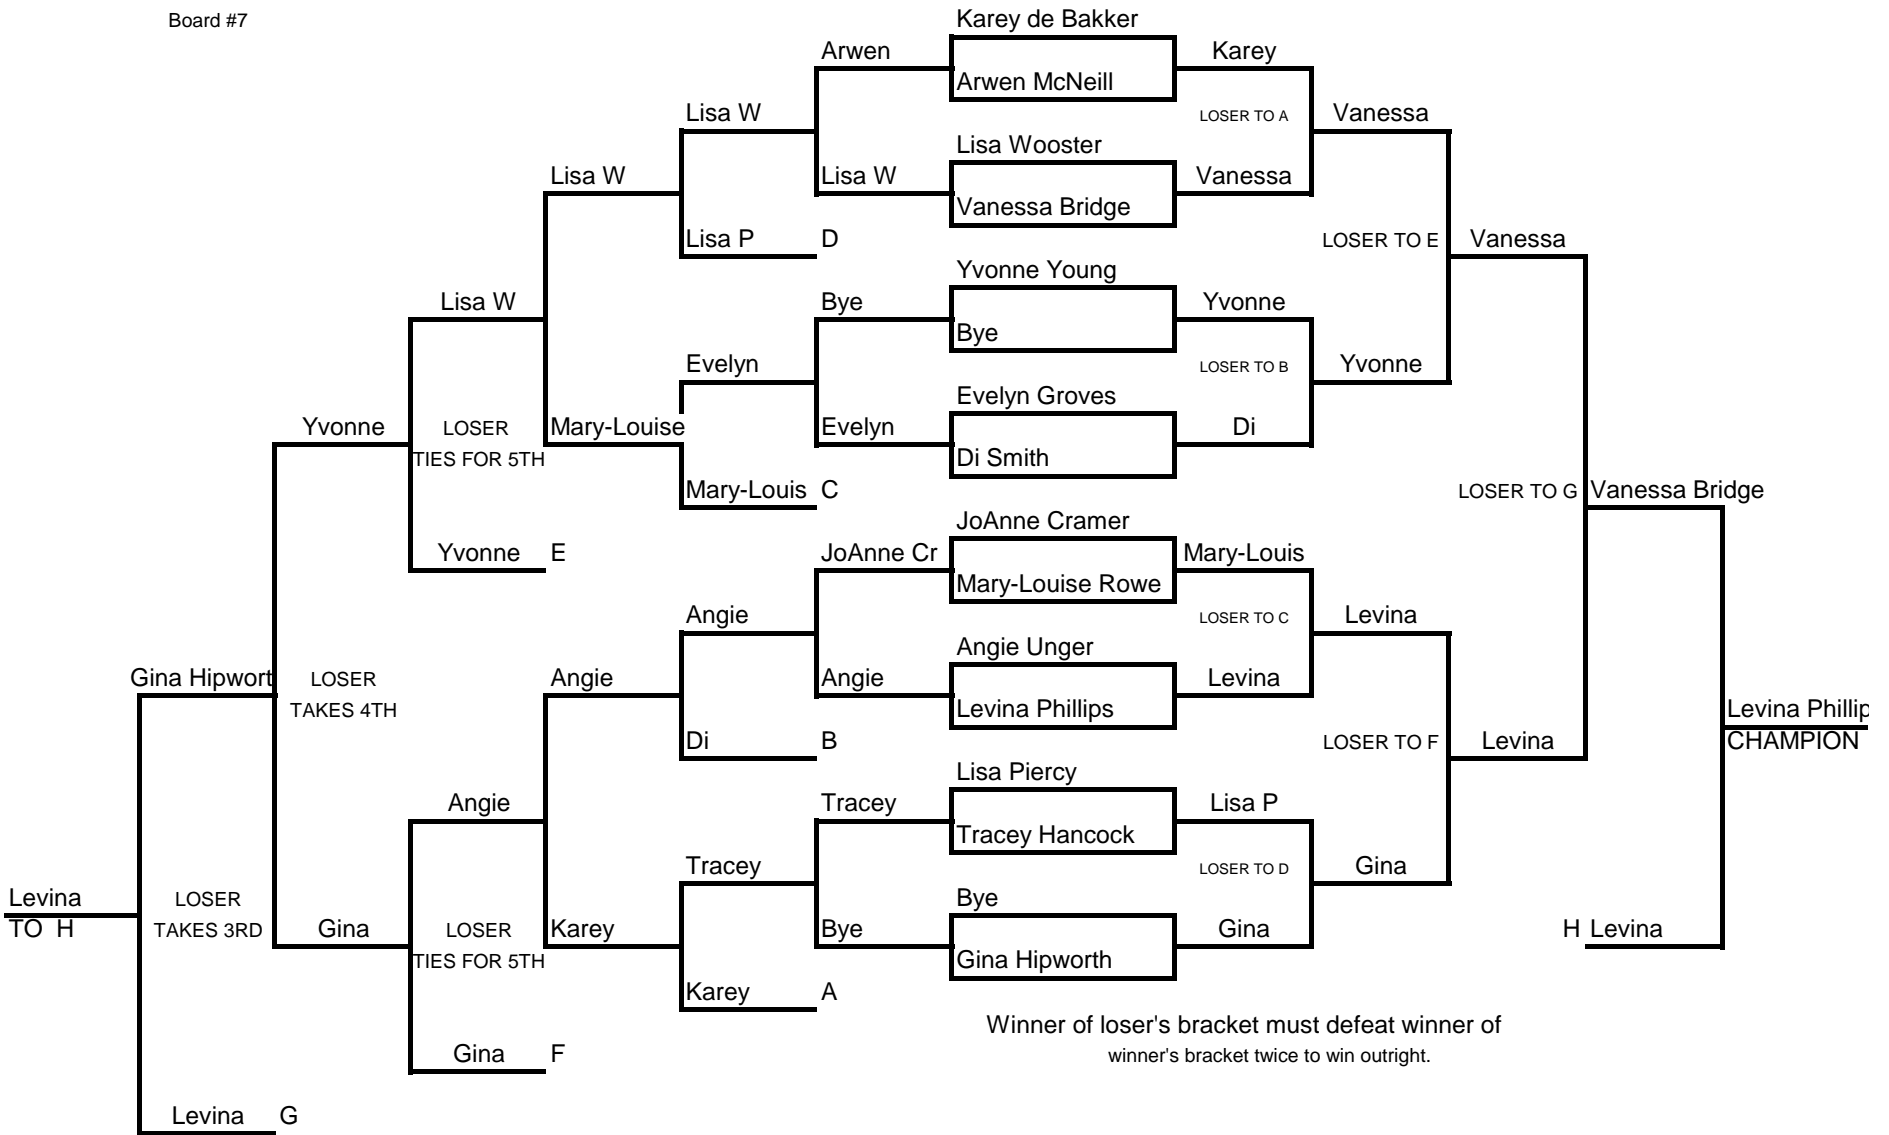 Board #7
Karey de Bakker
Arwen
Karey
Arwen McNeill
Lisa W
LOSER TO A
Vanessa
Lisa Wooster
Lisa W
Lisa W
Vanessa
Vanessa Bridge
Lisa P
D
LOSER TO E
Vanessa
Yvonne Young
Lisa W
Bye
Yvonne
Bye
Evelyn
LOSER TO B
Yvonne
Evelyn Groves
Yvonne
LOSER
Mary-Louise
Evelyn
Di
TIES FOR 5TH
Di Smith
Mary-Louis
C
LOSER TO G
Vanessa Bridge
JoAnne Cramer
Yvonne
E
JoAnne Cr
Mary-Louis
Mary-Louise Rowe
Angie
LOSER TO C
Levina
Angie Unger
Gina Hipwort
LOSER
Angie
Angie
Levina
TAKES 4TH
Levina Phillips
Levina Phillip
Di
B
LOSER TO F
Levina
CHAMPION
Lisa Piercy
Angie
Tracey
Lisa P
Tracey Hancock
Tracey
LOSER TO D
Gina
Levina
LOSER
Bye
TO H
TAKES 3RD
Gina
LOSER
Karey
Bye
Gina
H
Levina
TIES FOR 5TH
Gina Hipworth
Karey
A
Winner of loser's bracket must defeat winner of
Gina
F
winner's bracket twice to win outright.
Levina
G